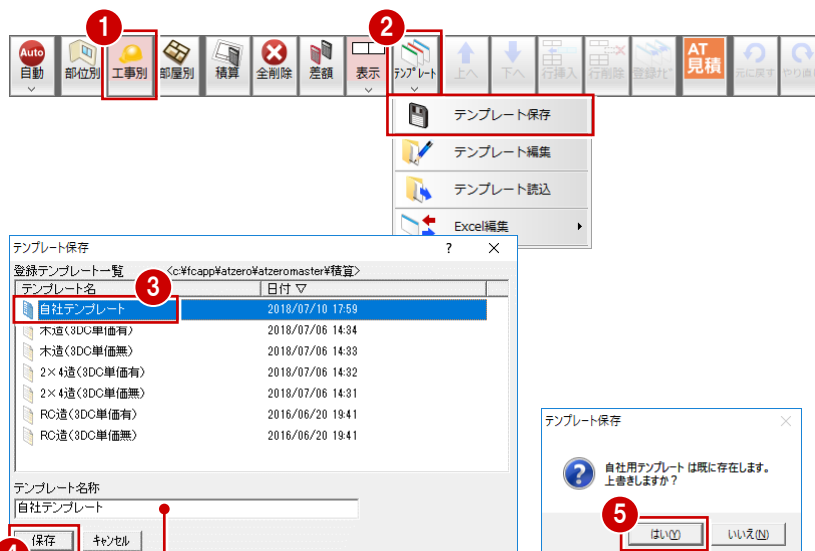 1
2
Auto
自動
部位別
工事別
部屋別
積算
全削除
差額
表示
テンプレート
上へ
下へ
行挿入
行削除
AT
見積
元に戻す
やり直し
テンプレート保存
テンプレート編集
テンプレート読込
Excel編集
テンプレート保存 ? ×
登録テンプレート一覧 <c:¥fcapp¥atzero¥atzeromaster¥積算>
3
テンプレート名 日付 ▽
自社テンプレート 2018/07/10 17:59
木造(3DC単価有) 2018/07/06 14:34
木造(3DC単価無) 2018/07/06 14:33
2×4造(3DC単価有) 2018/07/06 14:32
2×4造(3DC単価無) 2018/07/06 14:31
RC造(3DC単価有) 2016/06/20 19:41
RC造(3DC単価無) 2016/06/20 19:41
テンプレート名称
自社テンプレート
4
保存 キャンセル
テンプレート保存 ×
自社用テンプレート は既に存在します。
上書きしますか？
5
はい(Y) いいえ(N)